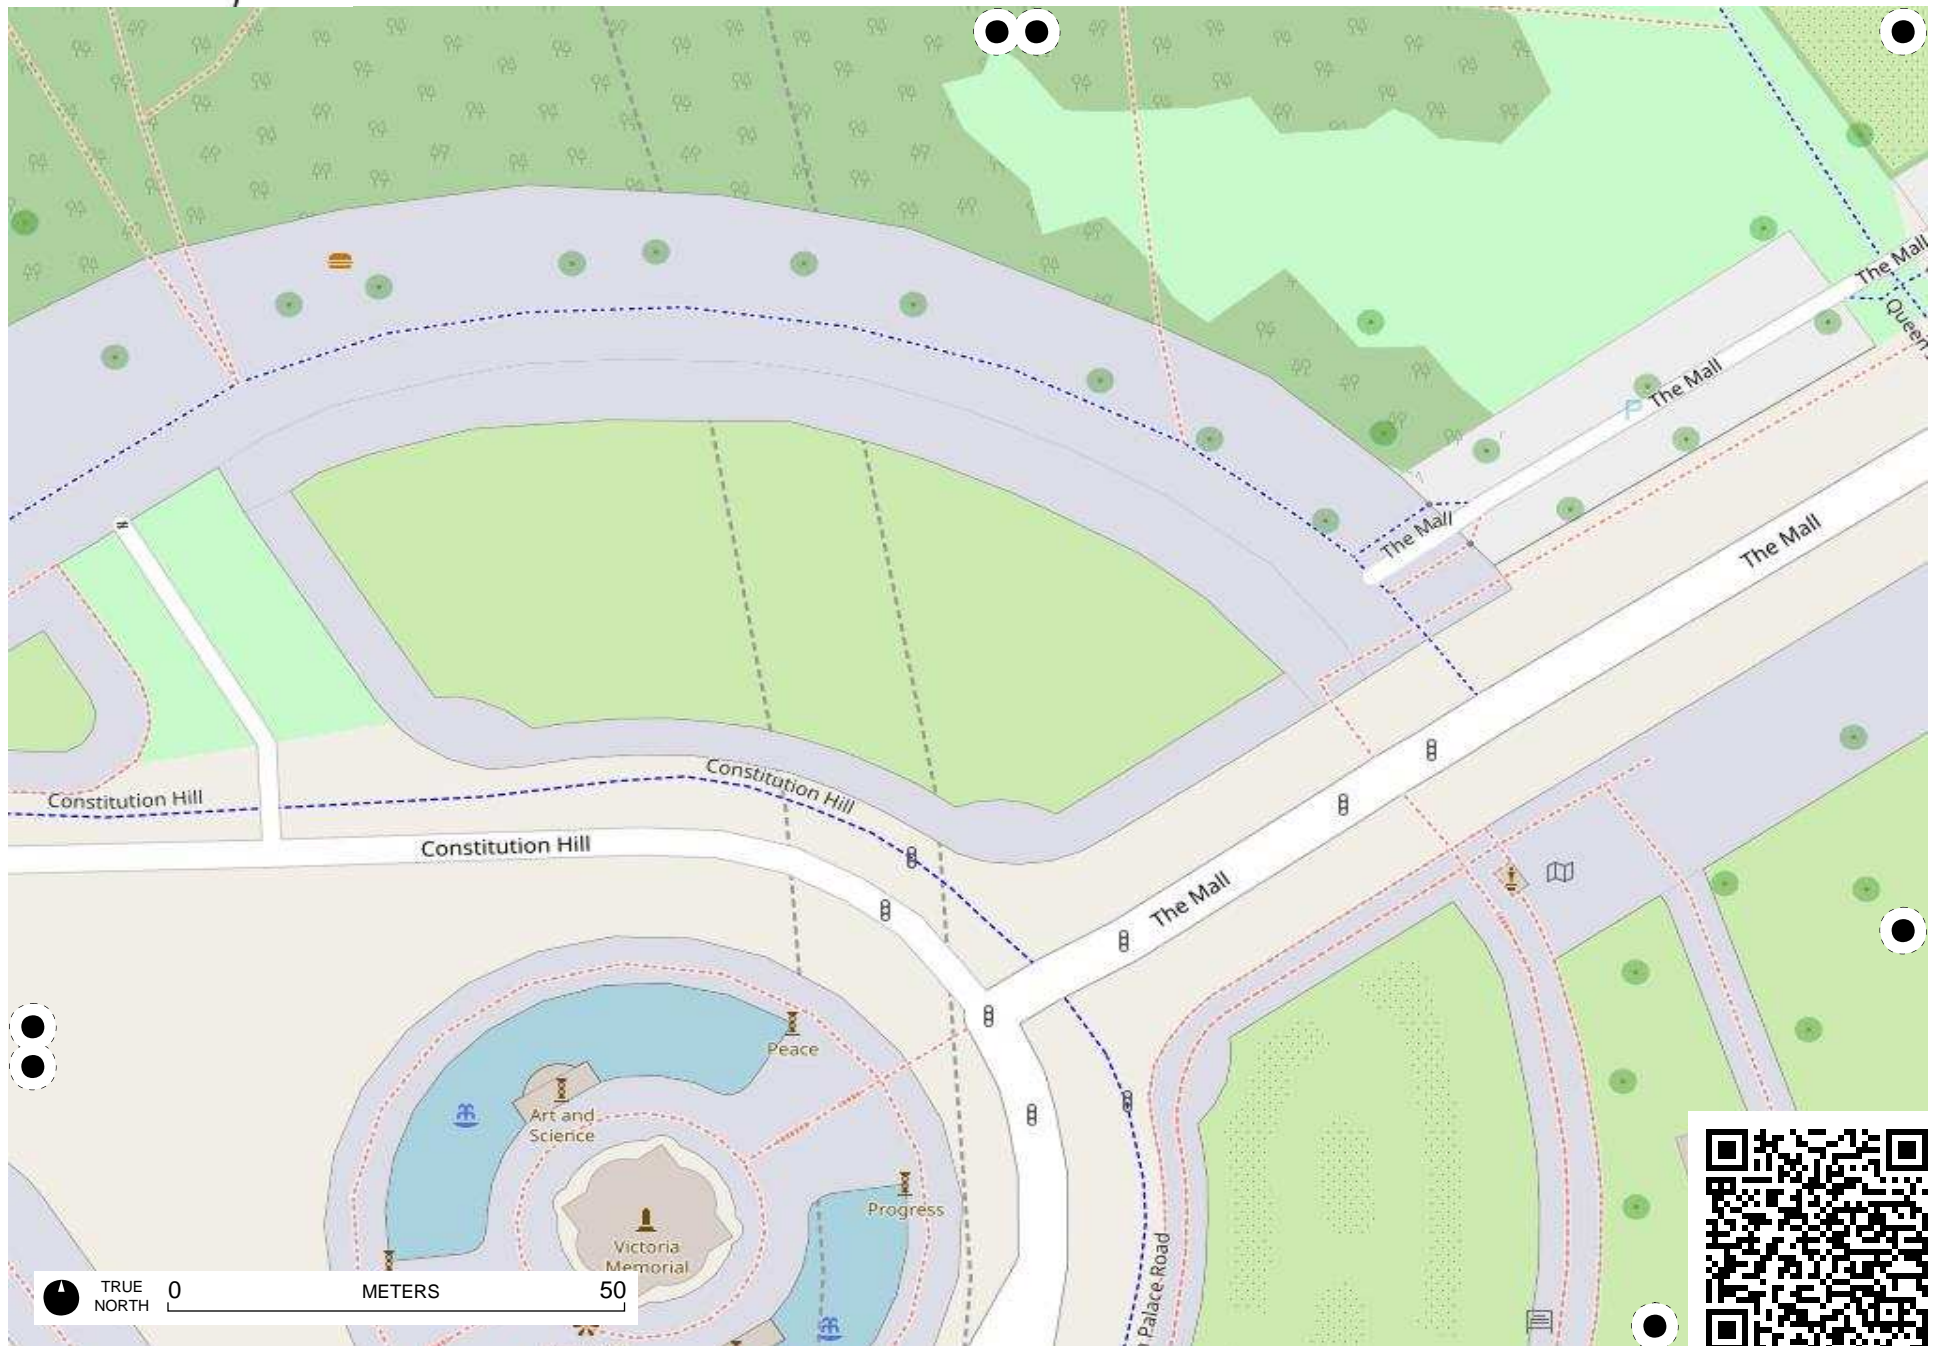 The Mall
Queen
The Mall
The Mall
The Mall
Constitution Hill
Constitution Hill
Constitution Hill
The Mall
Peace
Art and
Science
Progress
Victoria
Memorial
Palace Road
TRUE
NORTH
0
METERS
50